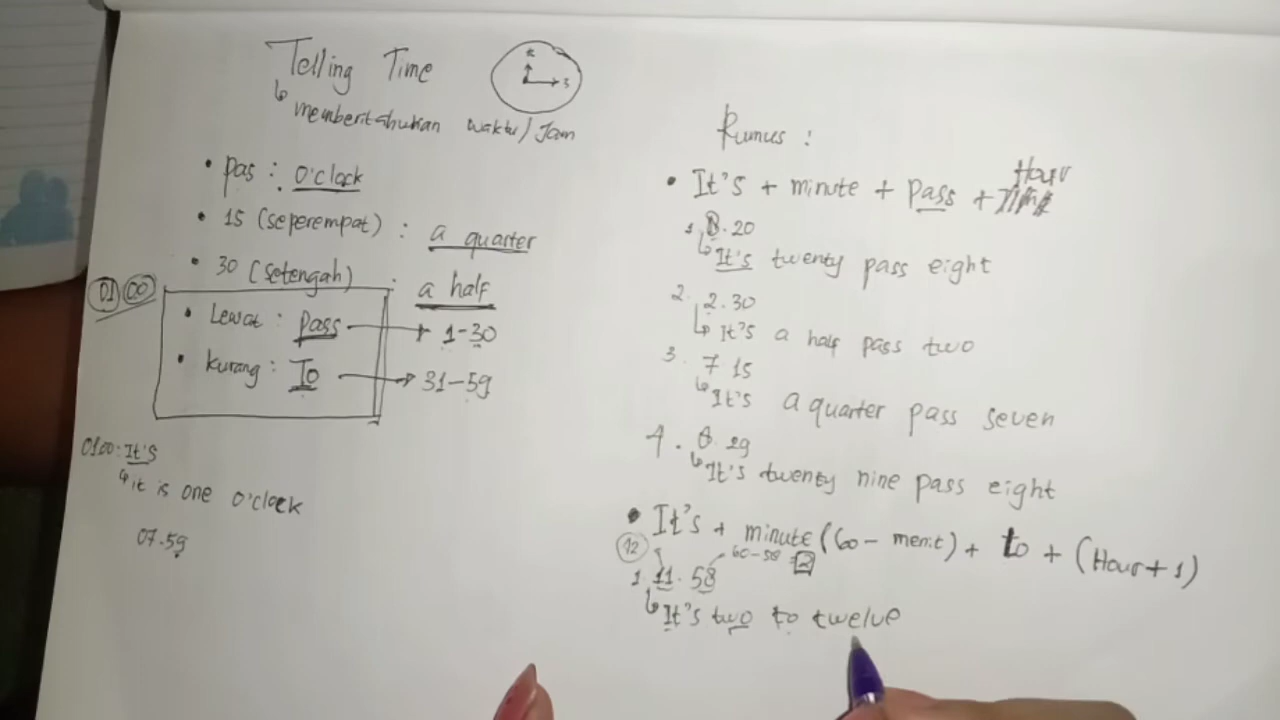 Telling Time
12
3
memberitahukan waktu/Jam
• pas : o'clock
• 15 (seperempat) : a quarter
• 30 (setengah) : a half
01 00
• Lewat : pass → 1-30
• kurang : To → 31-59
0100: It's
it is one o'clock
07.59
Rumus :
• It's + minute + pass + Hour
1. 8.20
It's twenty pass eight
2. 2.30
It's a half pass two
3. 7 15
It's a quarter pass seven
4. 8. 29
It's twenty nine pass eight
• It's + minute (60 - menit) + to + (Hour + 1)
12
60-58 = 2
1. 11.58
It's two to twelve